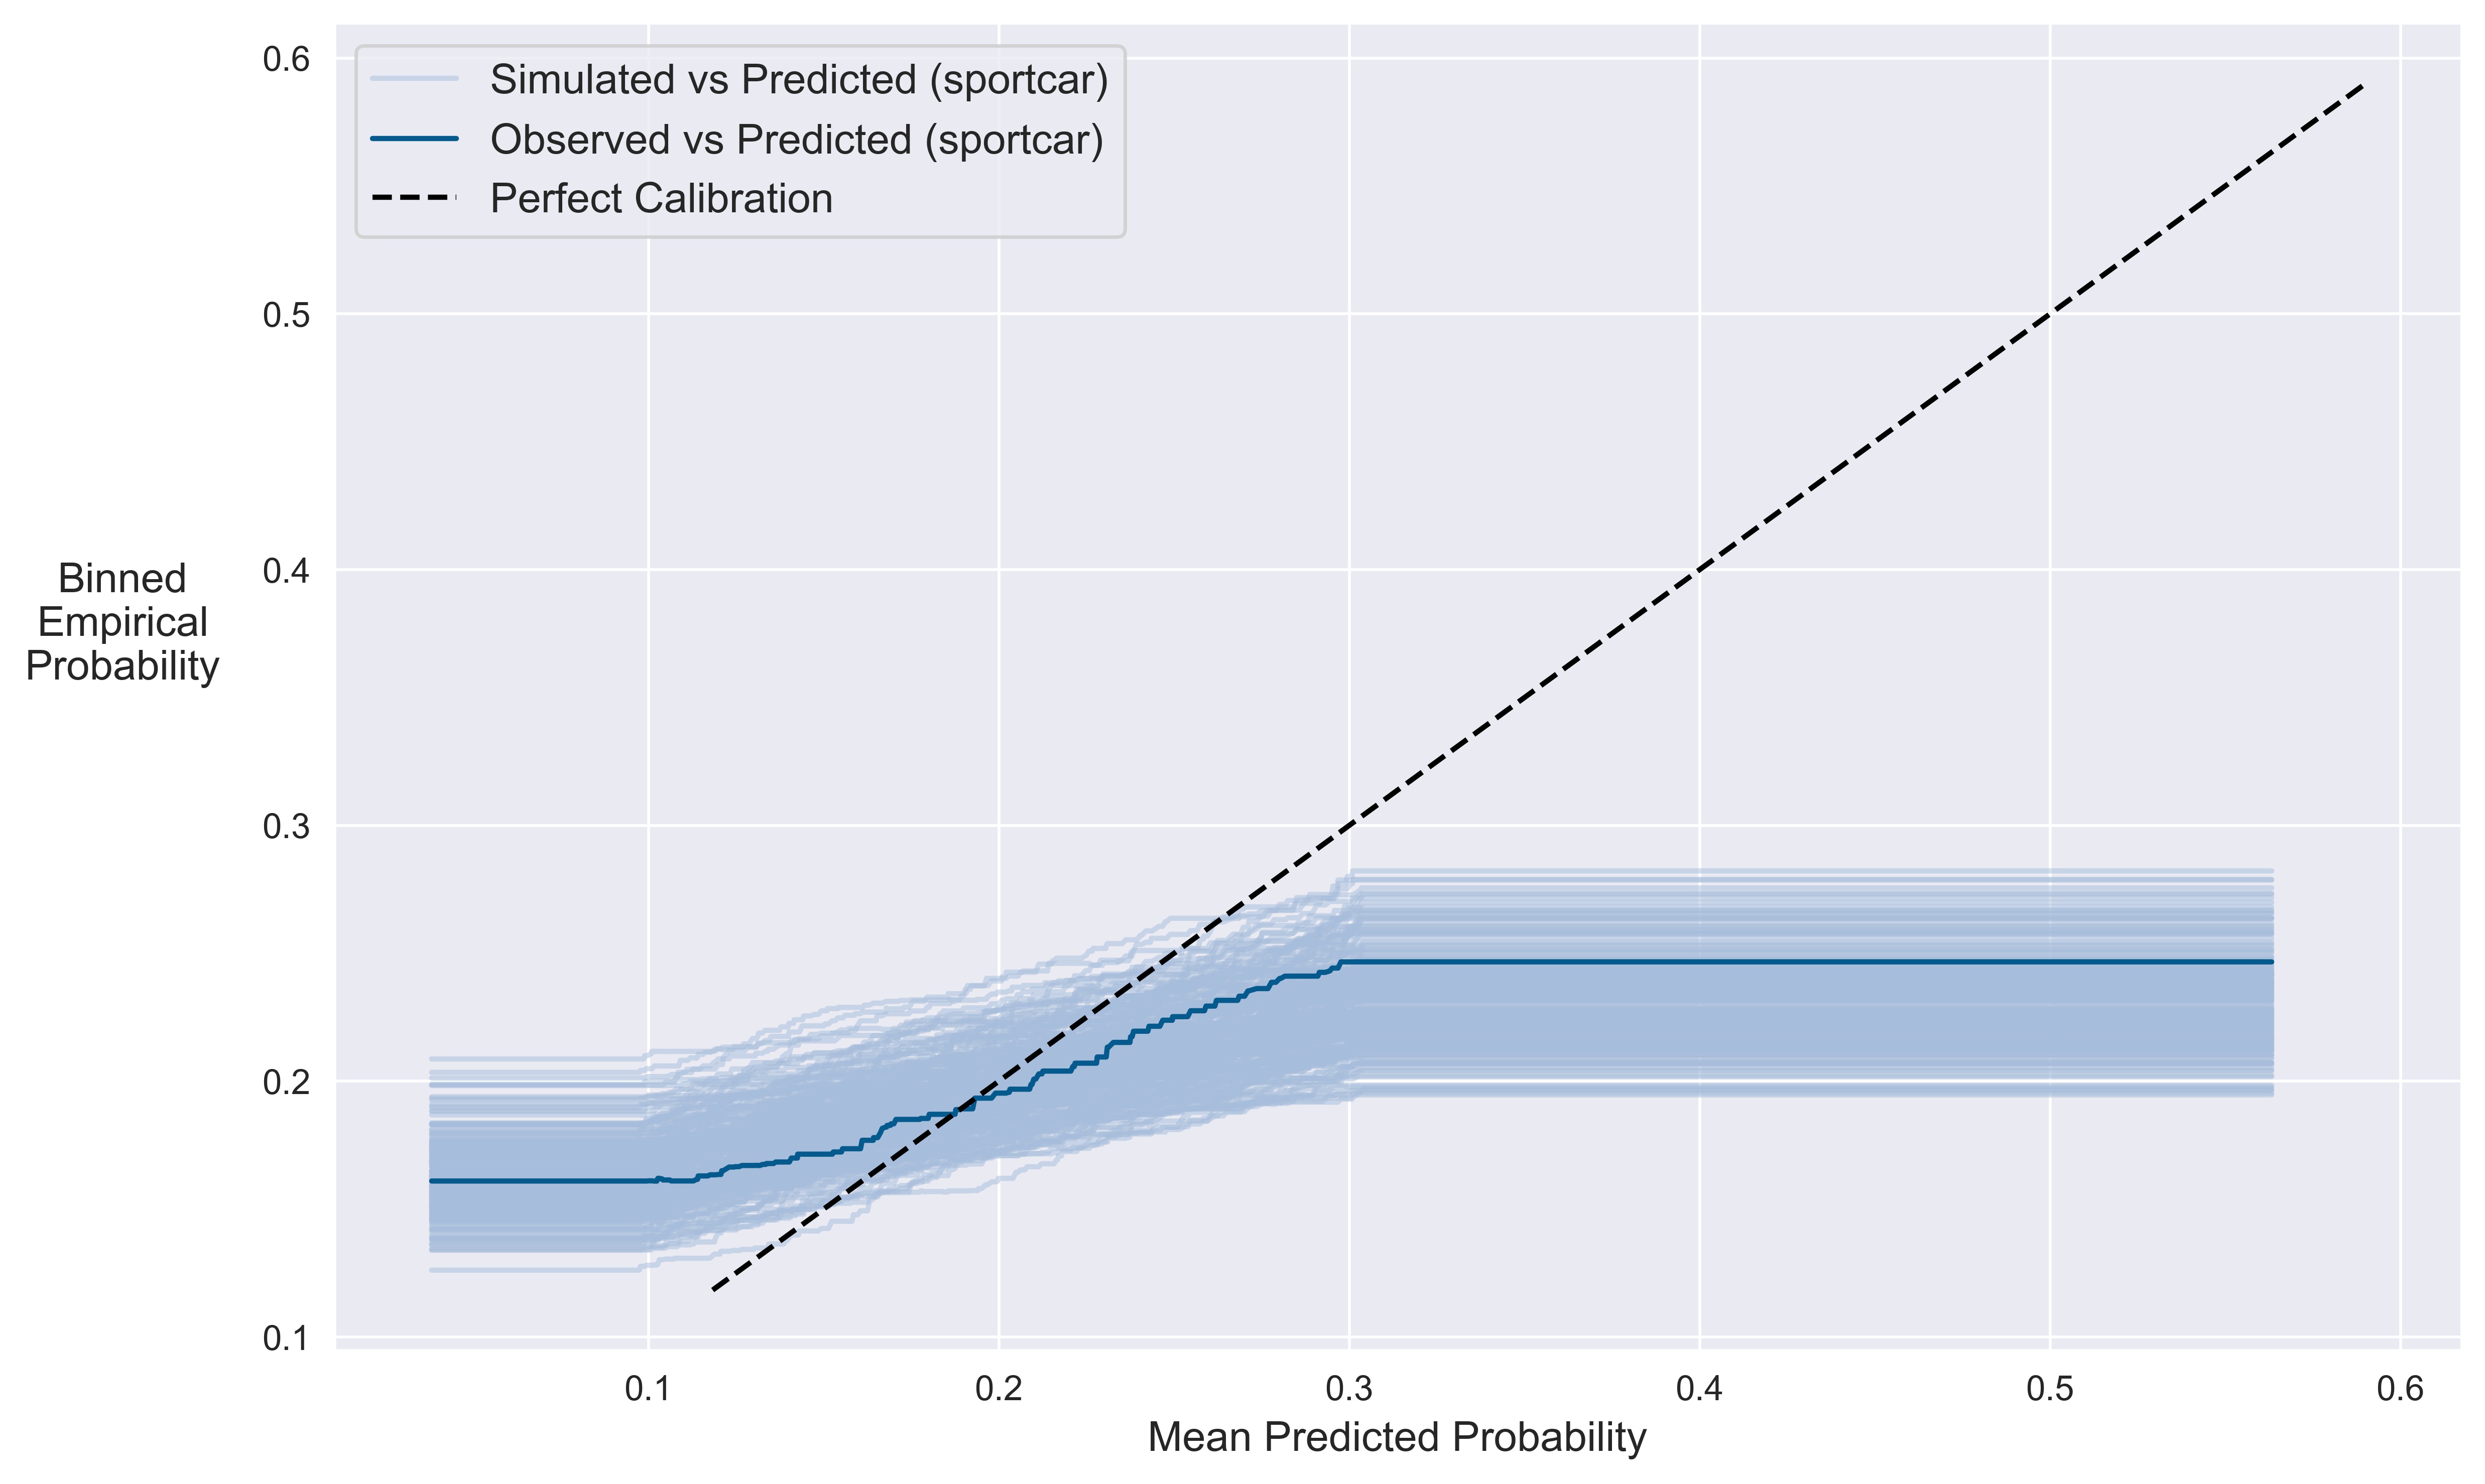 Simulated vs Predicted (sportcar)
Observed vs Predicted (sportcar)
Perfect Calibration
0.6
0.5
0.4
0.3
0.2
0.1
Binned
Empirical
Probability
0.1 0.2 0.3 0.4 0.5 0.6
Mean Predicted Probability